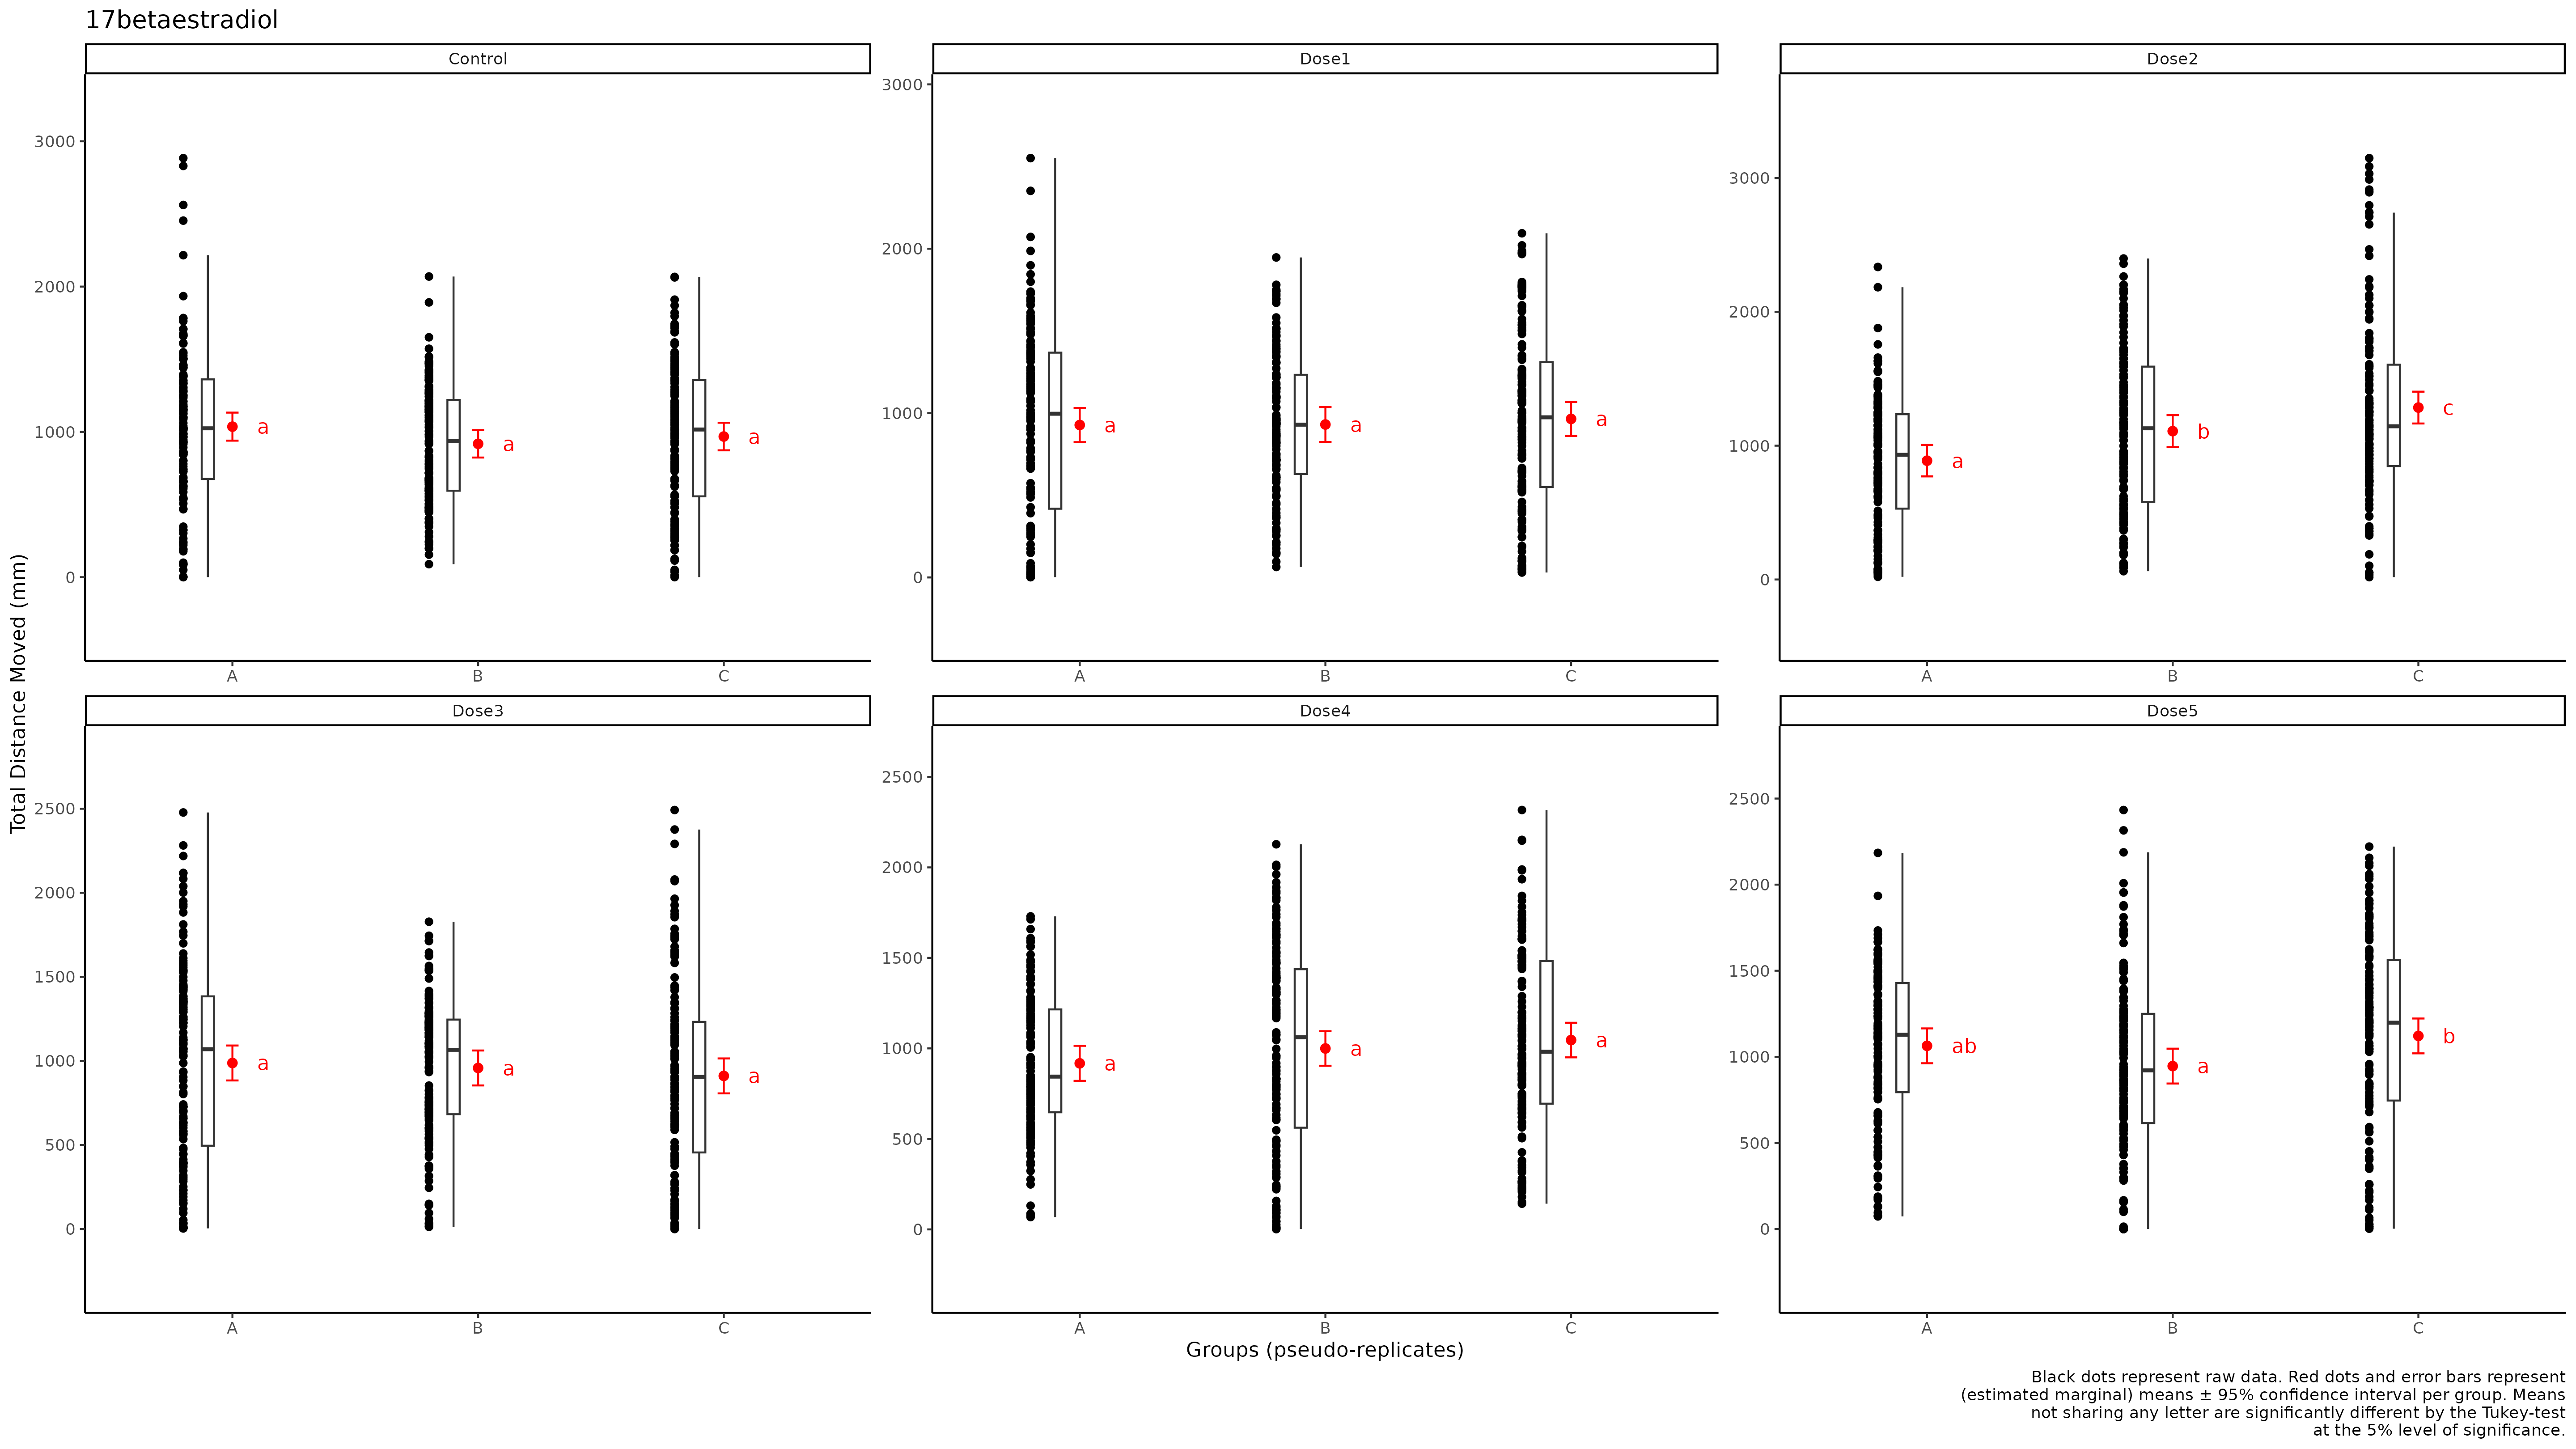 17betaestradiol
Control
Dose1
Dose2
Total Distance Moved (mm)
3000
2000
1000
0
a
a
a
A
B
C
3000
2000
1000
0
a
a
a
A
B
C
3000
2000
1000
0
a
b
c
A
B
C
Dose3
Dose4
Dose5
2500
2000
1500
1000
500
0
a
a
a
A
B
C
2500
2000
1500
1000
500
0
a
a
a
A
B
C
2500
2000
1500
1000
500
0
ab
a
b
A
B
C
Groups (pseudo-replicates)
Black dots represent raw data. Red dots and error bars represent
(estimated marginal) means ± 95% confidence interval per group. Means
not sharing any letter are significantly different by the Tukey-test
at the 5% level of significance.